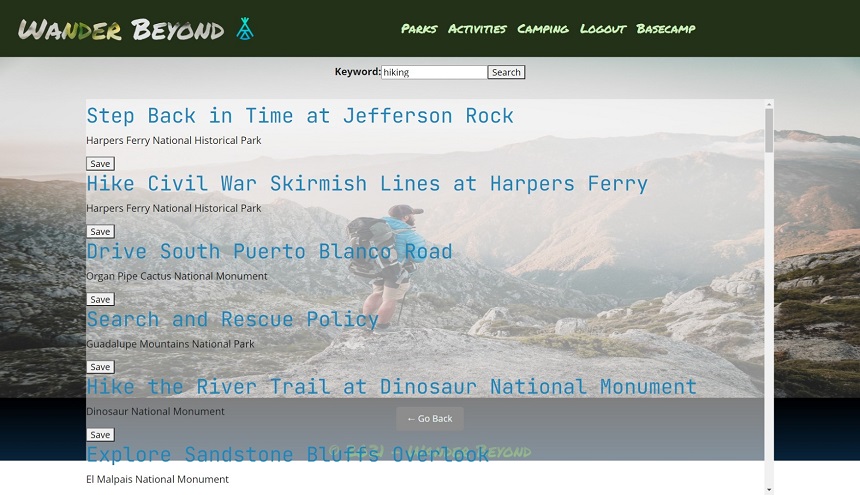 Wander Beyond
Parks Activities Camping Logout Basecamp
Keyword: hiking Search
Step Back in Time at Jefferson Rock
Harpers Ferry National Historical Park
Save
Hike Civil War Skirmish Lines at Harpers Ferry
Harpers Ferry National Historical Park
Save
Drive South Puerto Blanco Road
Organ Pipe Cactus National Monument
Save
Search and Rescue Policy
Guadalupe Mountains National Park
Save
Hike the River Trail at Dinosaur National Monument
Dinosaur National Monument
← Go Back
Save
© 2021 - Wander Beyond
Explore Sandstone Bluffs Overlook
El Malpais National Monument